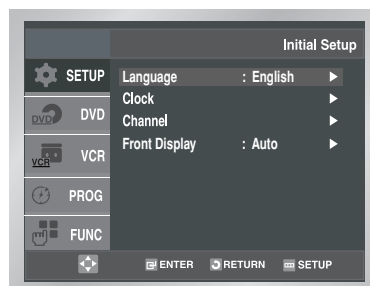 Initial Setup
SETUP
DVD
DVD
VCR
VCR
PROG
FUNC
Language : English
Clock
Channel
Front Display : Auto
ENTER RETURN SETUP